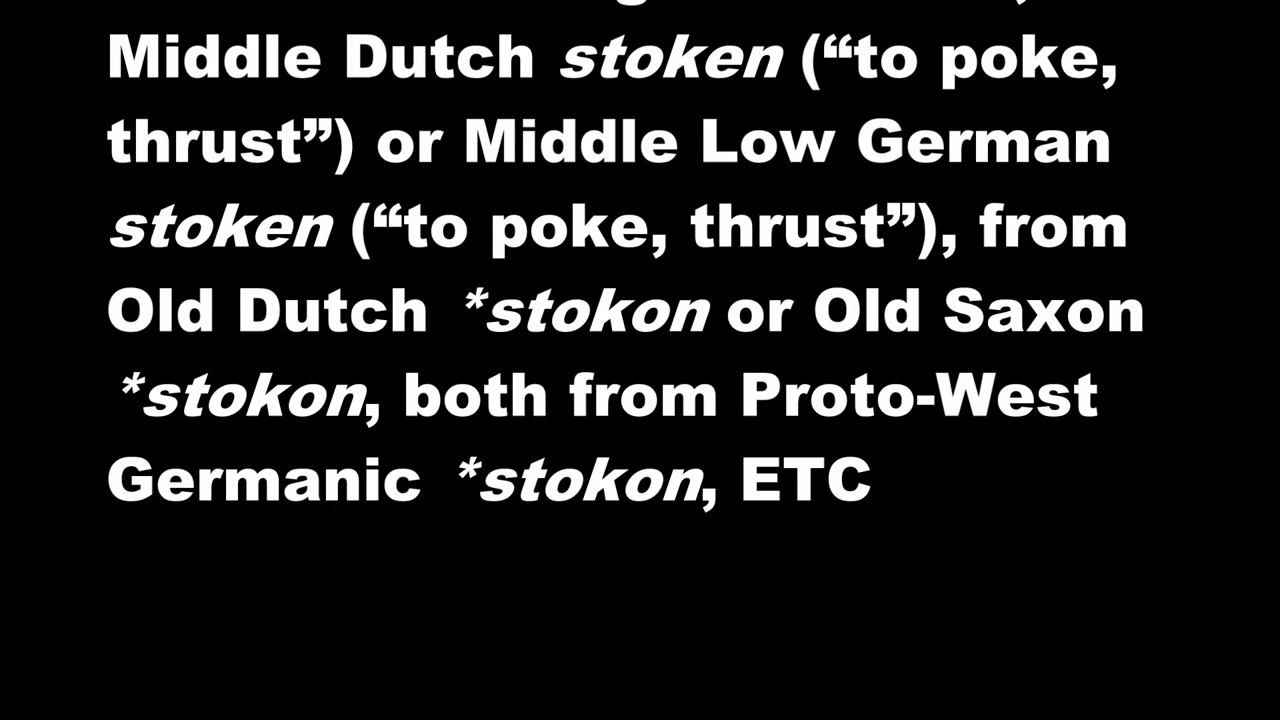 Middle Dutch stoken (“to poke,
thrust”) or Middle Low German
stoken (“to poke, thrust”), from
Old Dutch *stokon or Old Saxon
*stokon, both from Proto-West
Germanic *stokon, ETC